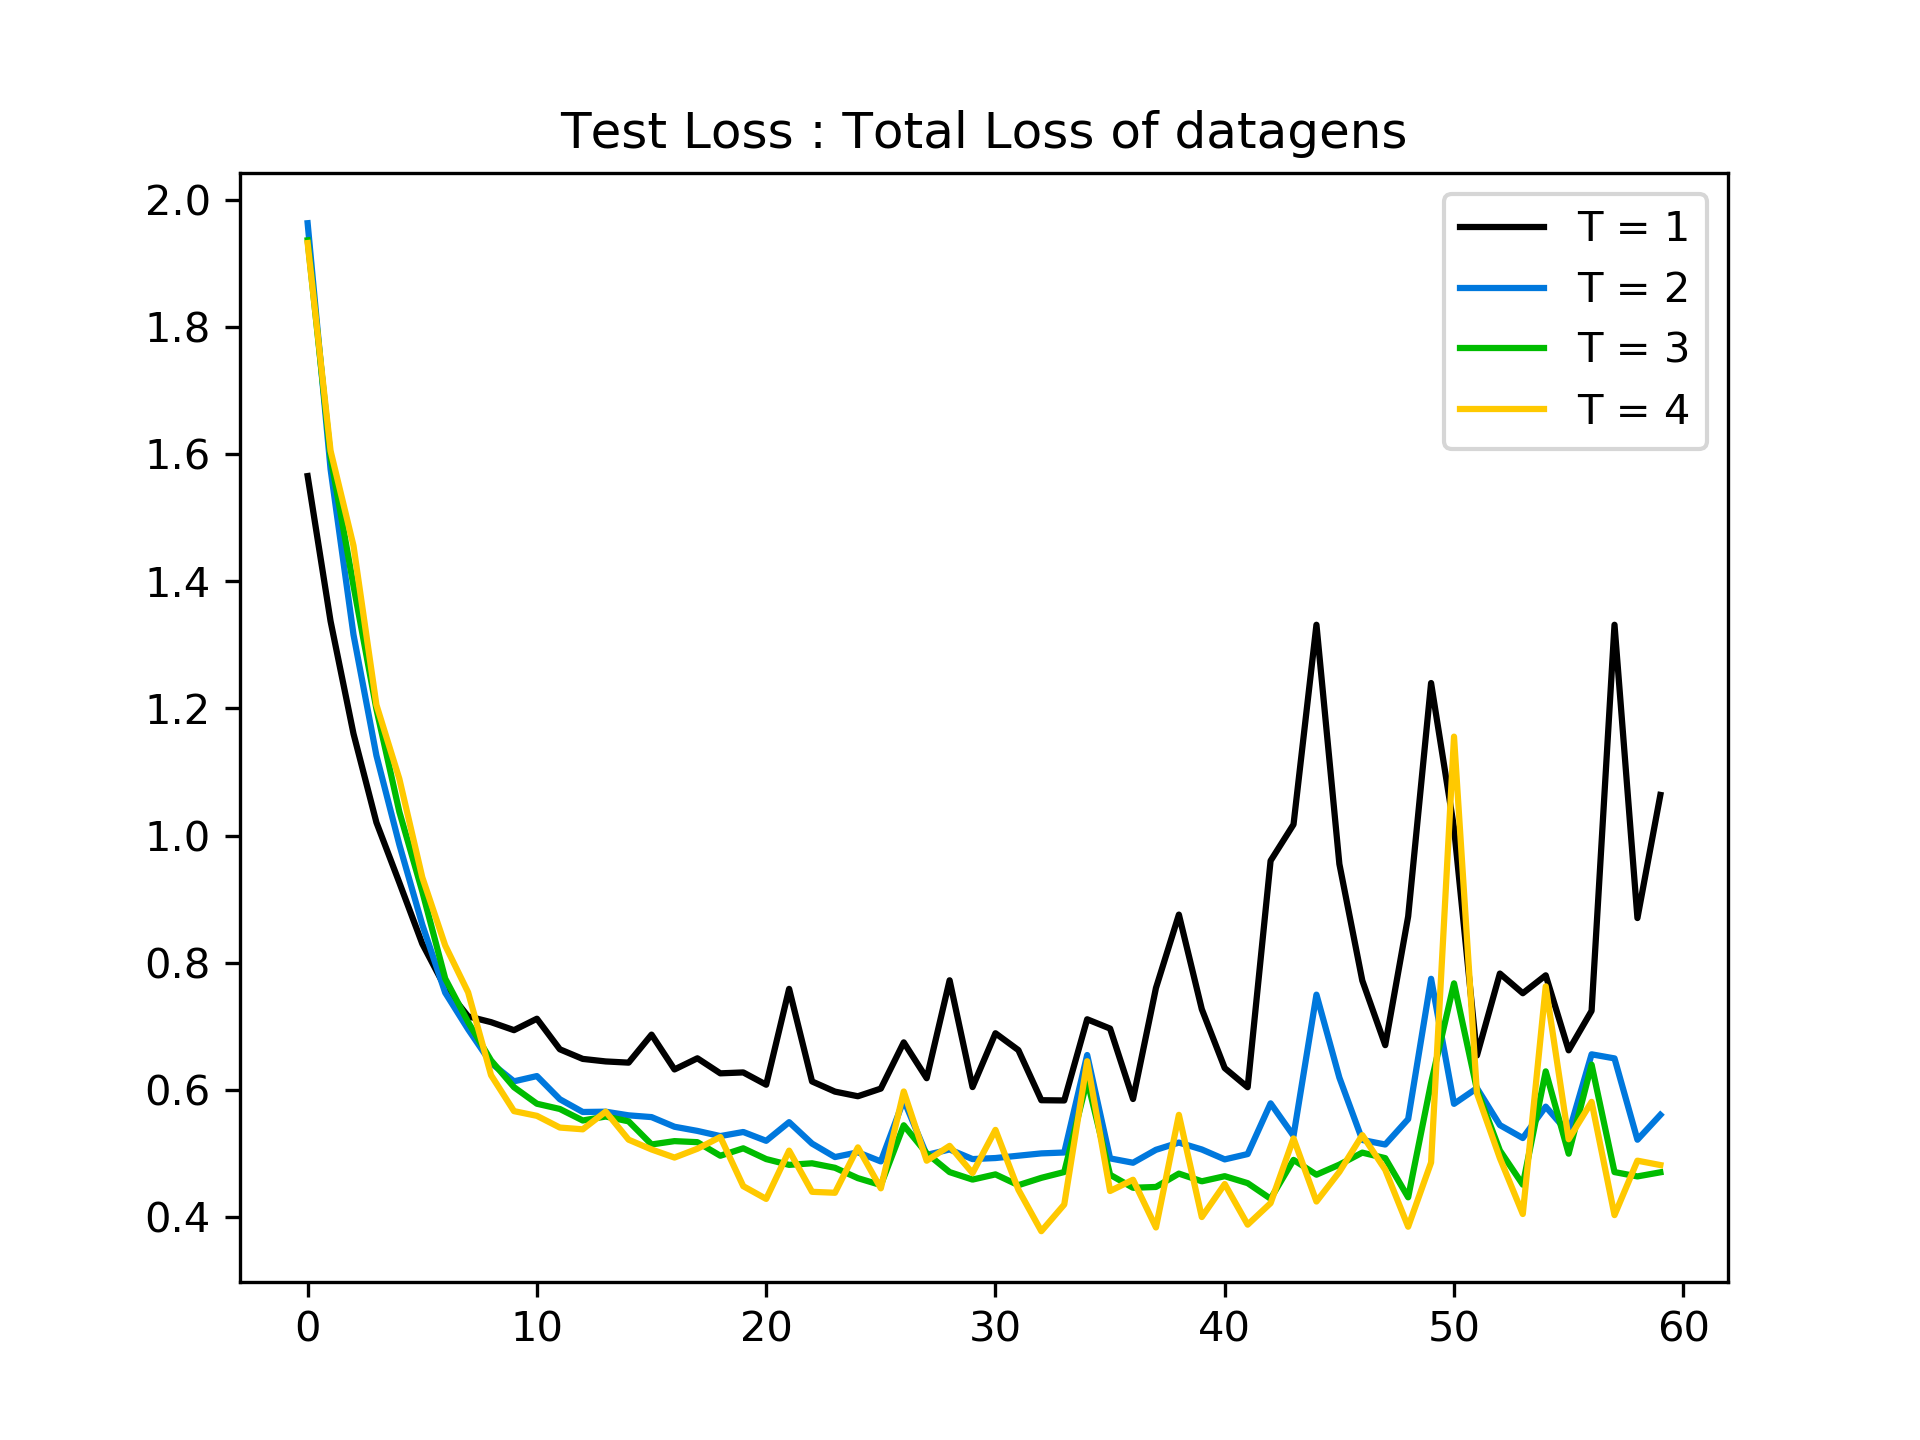 Test Loss : Total Loss of datagens
2.0
1.8
1.6
1.4
1.2
1.0
0.8
0.6
0.4
T = 1
T = 2
T = 3
T = 4
0 10 20 30 40 50 60